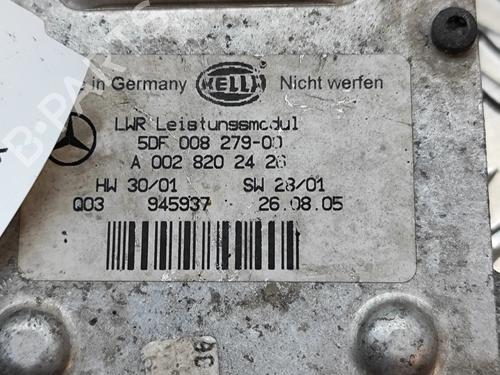 e in Germany HELLA Nicht werfen
LWR Leistungsmodul
5DF 008 279-00
A 002 820 24 26
HW 30/01 SW 28/01
Q03 945937 26.08.05
B-PARTS